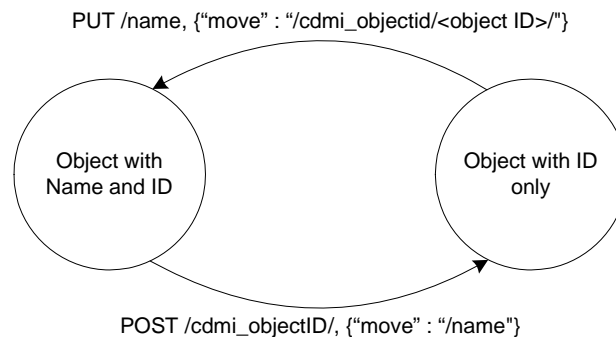 PUT /name, {“move” : “/cdmi_objectid/<object ID>/"}
Object with
Name and ID
Object with ID
only
POST /cdmi_objectID/, {“move” : “/name"}